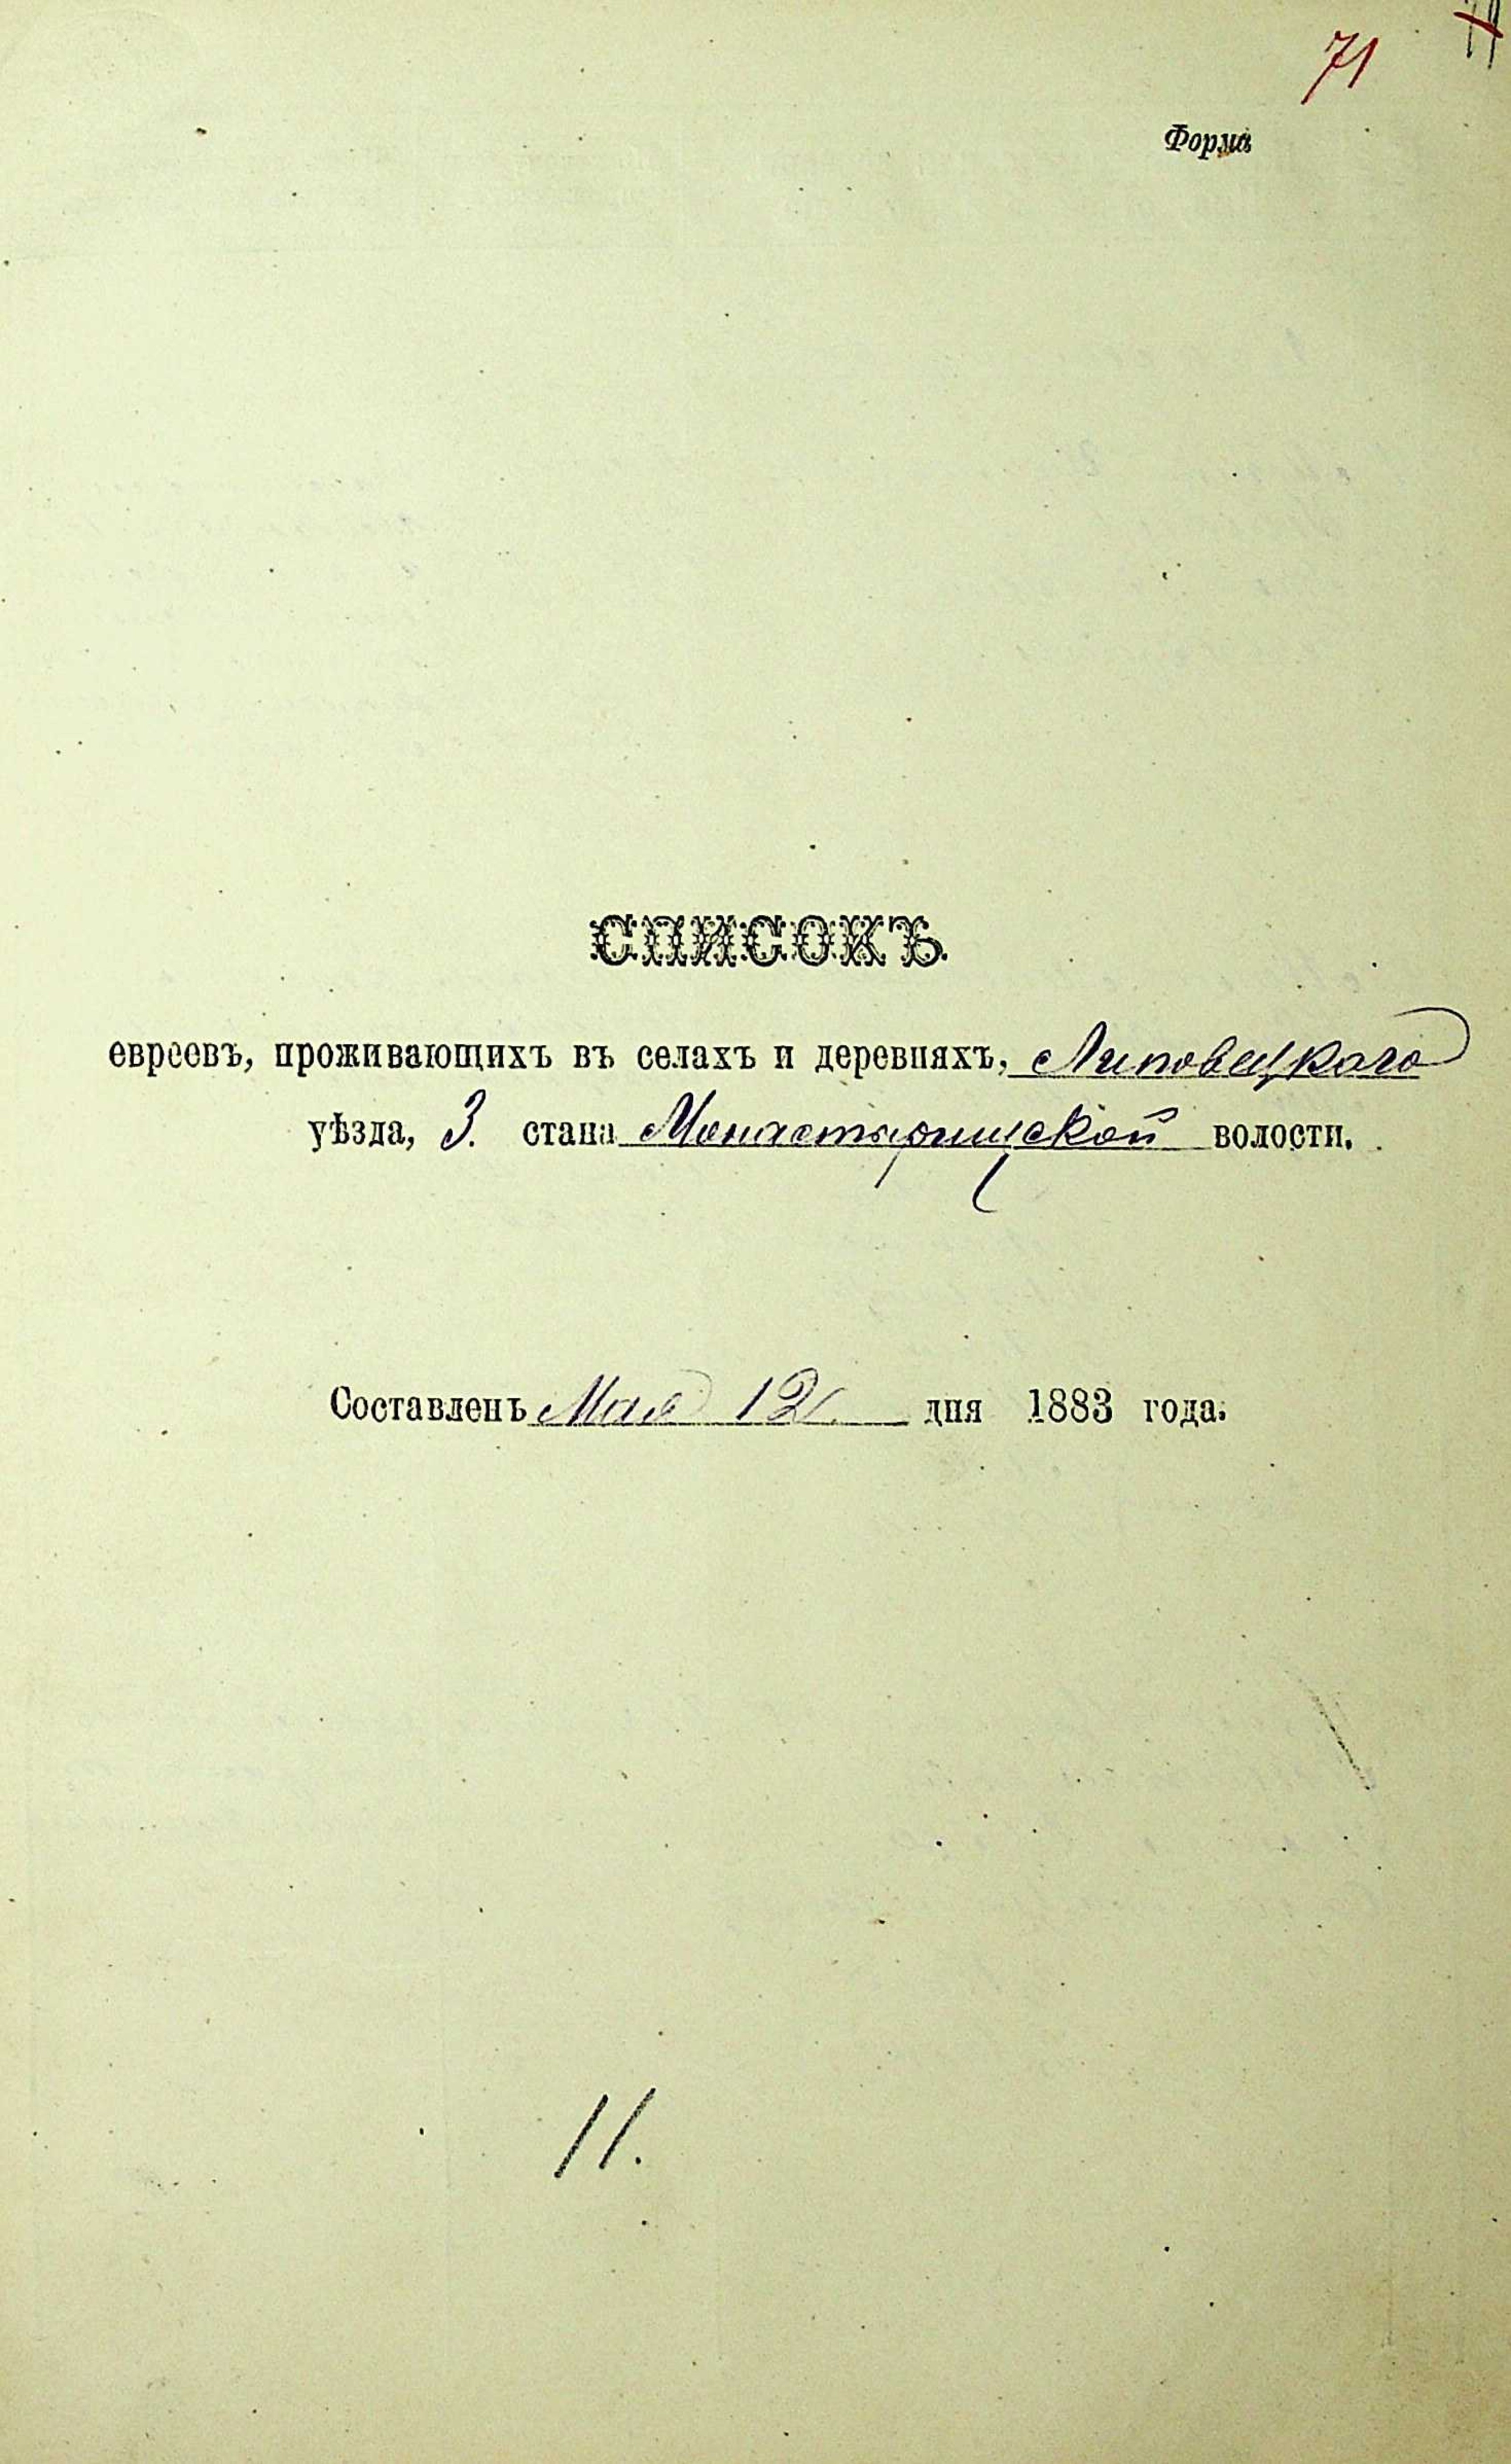 71
Форма
СПИСОКЪ
евреевъ, проживающихъ въ селахъ и деревняхъ, Липовецкаго
уѣзда, 3. стана Монастырищской волости.
Составленъ Мая 12 дня 1883 года.
11.